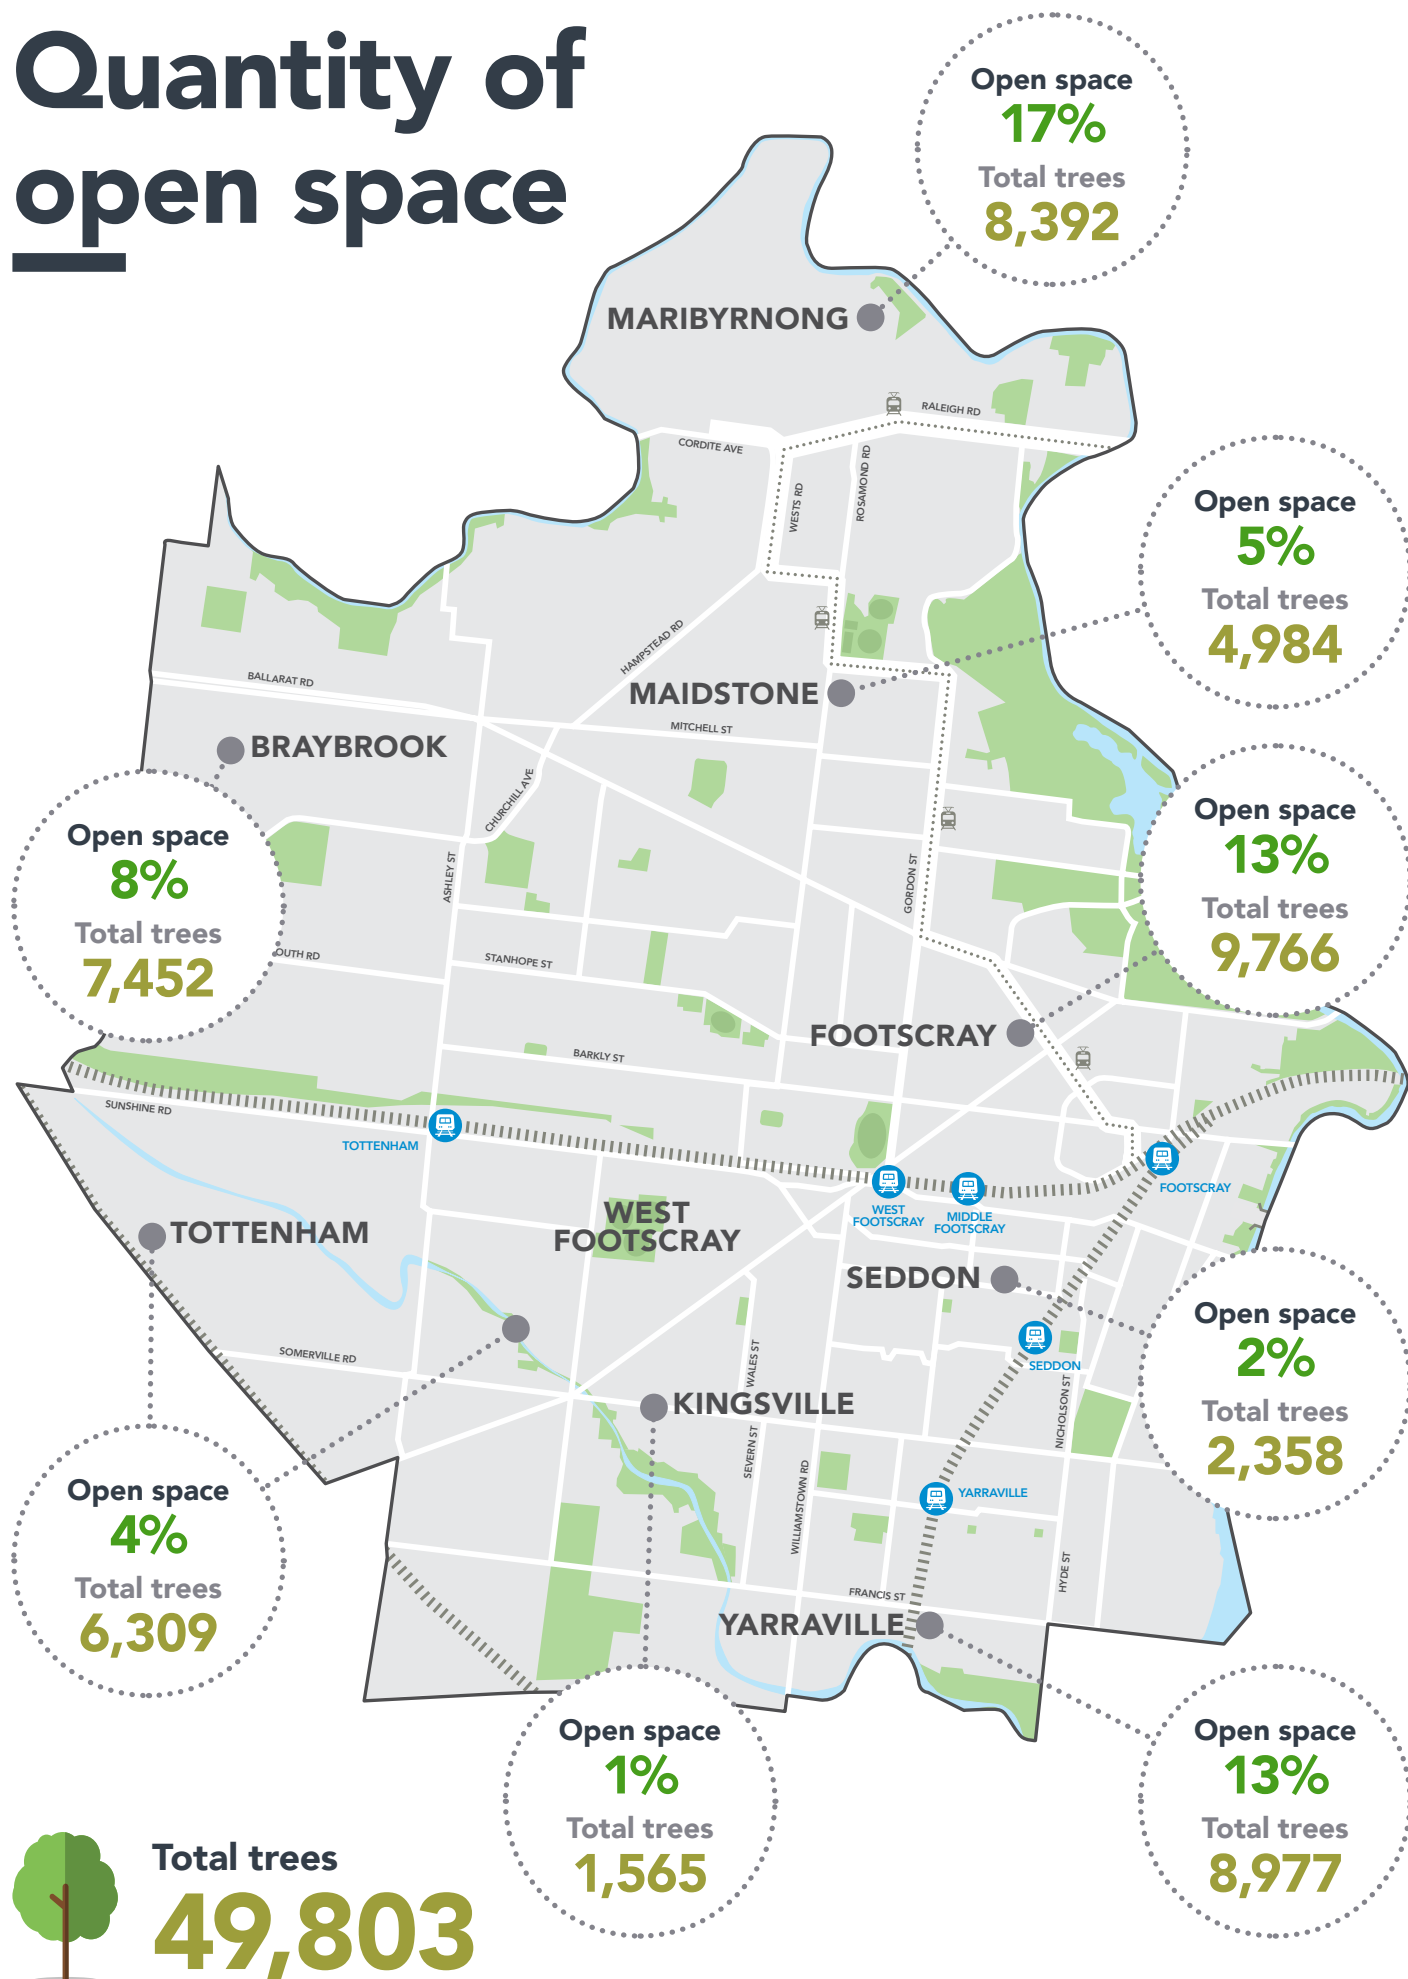 Quantity of
open space
Open space
17%
Total trees
8,392
MARIBYRNONG
RALEIGH RD
CORDITE AVE
WESTS RD
ROSAMOND RD
Open space
5%
Total trees
4,984
HAMPSTEAD RD
BALLARAT RD
MAIDSTONE
MITCHELL ST
BRAYBROOK
CHURCHILL AVE
Open space
8%
Total trees
7,452
Open space
13%
Total trees
9,766
ASHLEY ST
GORDON ST
OUTH RD
STANHOPE ST
FOOTSCRAY
BARKLY ST
SUNSHINE RD
TOTTENHAM
WEST
FOOTSCRAY
MIDDLE
FOOTSCRAY
FOOTSCRAY
TOTTENHAM
WEST
FOOTSCRAY
SEDDON
Open space
2%
Total trees
2,358
SOMERVILLE RD
WALES ST
SEDDON
NICHOLSON ST
KINGSVILLE
SEVERN ST
WILLIAMSTOWN RD
YARRAVILLE
Open space
4%
Total trees
6,309
HYDE ST
FRANCIS ST
YARRAVILLE
Open space
1%
Total trees
1,565
Open space
13%
Total trees
8,977
Total trees
49,803